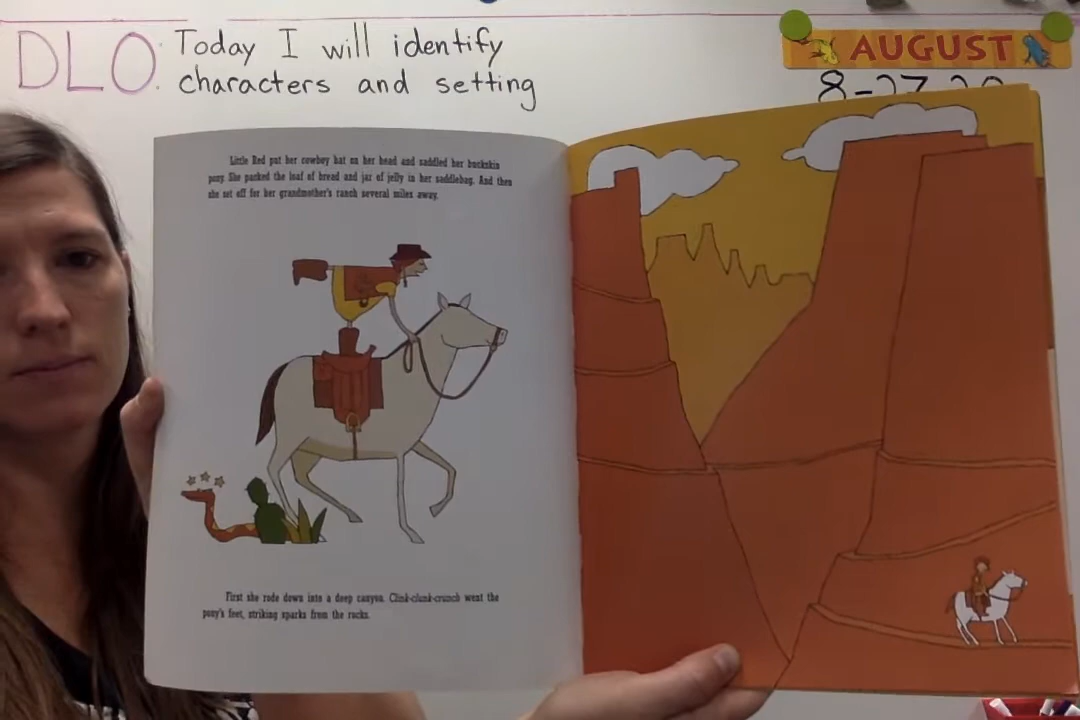 DLO: Today I will identify
characters and setting
AUGUST
8-27-20
Little Red put her cowboy hat on her head and saddled her buckskin
pony. She packed the loaf of bread and jar of jelly in her saddlebag. And then
she set off for her grandmother's ranch several miles away.
First she rode down into a deep canyon. Clink-clunk-crunch went the
pony's feet, striking sparks from the rocks.